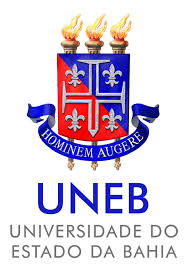 HOMINEM AUGERE
UNEB
UNIVERSIDADE DO
ESTADO DA BAHIA